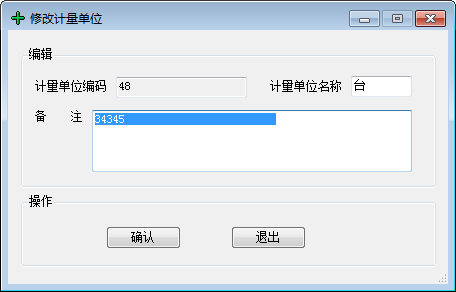 修改计量单位
编辑
计量单位编码 48 计量单位名称 台
备 注 34345
操作
确认 退出